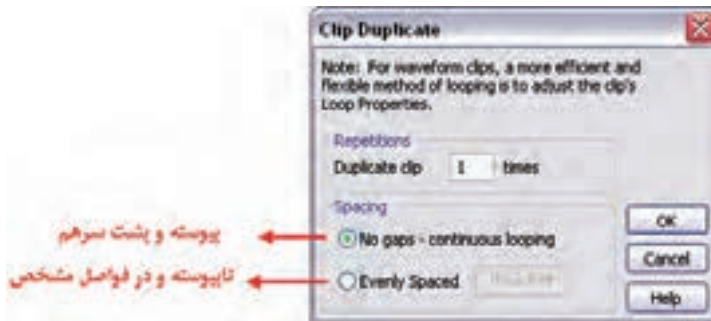 Clip Duplicate
Note: For waveform clips, a more efficient and
flexible method of looping is to adjust the clip's
Loop Properties.
Repetitions
Duplicate clip 1 times
Spacing
No gaps - continuous looping
Evenly Spaced
OK
Cancel
Help
پیوسته و پشت سرهم
ناپیوسته و در فواصل مشخص